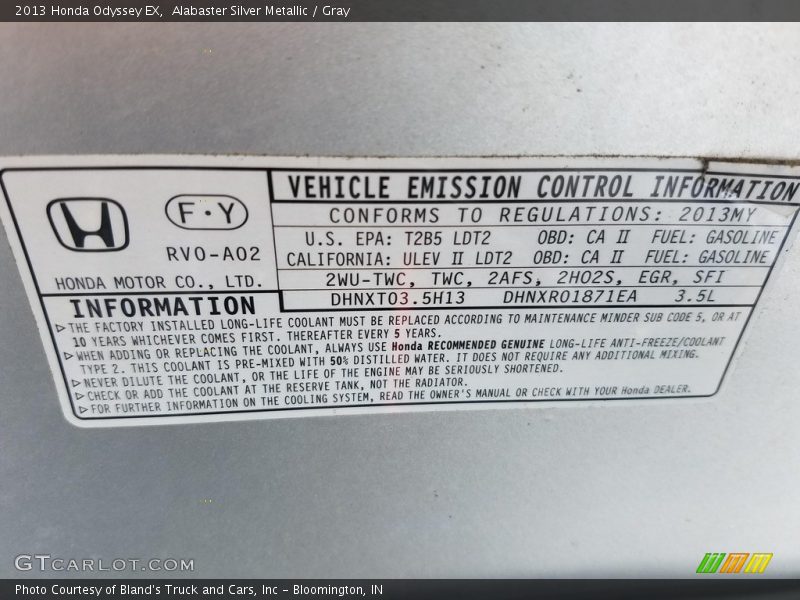 2013 Honda Odyssey EX,  Alabaster Silver Metallic / Gray
F·Y
RV0-A02
HONDA MOTOR CO., LTD.
VEHICLE EMISSION CONTROL INFORMATION
CONFORMS TO REGULATIONS: 2013MY
U.S. EPA: T2B5 LDT2 OBD: CA II FUEL: GASOLINE
CALIFORNIA: ULEV II LDT2 OBD: CA II FUEL: GASOLINE
2WU-TWC, TWC, 2AFS, 2HO2S, EGR, SFI
DHNXT03.5H13 DHNXR01871EA 3.5L
INFORMATION
▷THE FACTORY INSTALLED LONG-LIFE COOLANT MUST BE REPLACED ACCORDING TO MAINTENANCE MINDER SUB CODE 5, OR AT
10 YEARS WHICHEVER COMES FIRST. THEREAFTER EVERY 5 YEARS.
▷WHEN ADDING OR REPLACING THE COOLANT, ALWAYS USE Honda RECOMMENDED GENUINE LONG-LIFE ANTI-FREEZE/COOLANT
TYPE 2. THIS COOLANT IS PRE-MIXED WITH 50% DISTILLED WATER. IT DOES NOT REQUIRE ANY ADDITIONAL MIXING.
▷NEVER DILUTE THE COOLANT, OR THE LIFE OF THE ENGINE MAY BE SERIOUSLY SHORTENED.
▷CHECK OR ADD THE COOLANT AT THE RESERVE TANK, NOT THE RADIATOR.
▷FOR FURTHER INFORMATION ON THE COOLING SYSTEM, READ THE OWNER'S MANUAL OR CHECK WITH YOUR Honda DEALER.
GTCARLOT.COM
Photo Courtesy of Bland's Truck and Cars, Inc – Bloomington, IN